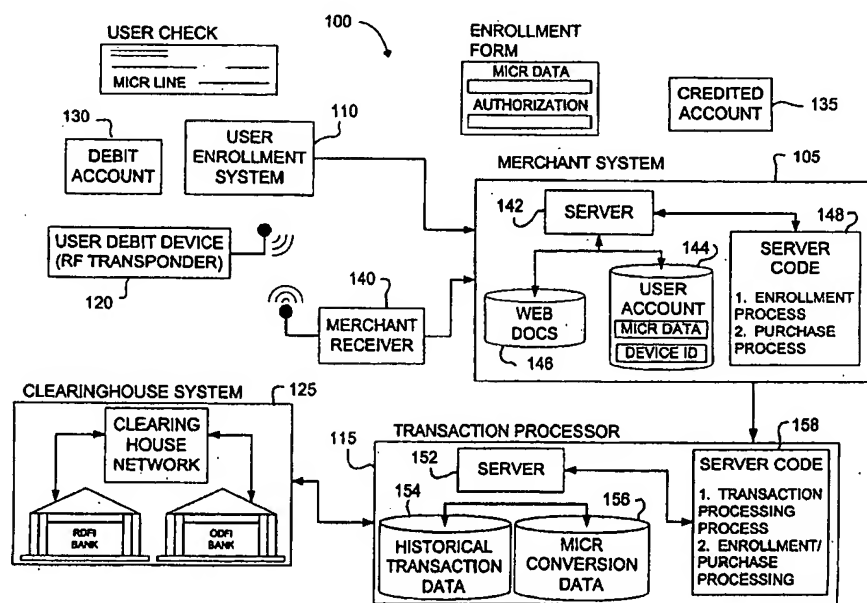 USER CHECK
MICR LINE
100
ENROLLMENT
FORM
MICR DATA
AUTHORIZATION
CREDITED
ACCOUNT
135
130
DEBIT
ACCOUNT
110
USER
ENROLLMENT
SYSTEM
MERCHANT SYSTEM
105
142
SERVER
148
SERVER
CODE
1. ENROLLMENT
PROCESS
2. PURCHASE
PROCESS
144
USER
ACCOUNT
MICR DATA
DEVICE ID
WEB
DOCS
146
USER DEBIT DEVICE
(RF TRANSPONDER)
120
140
MERCHANT
RECEIVER
CLEARINGHOUSE SYSTEM
125
CLEARING
HOUSE
NETWORK
RDFI
BANK
ODFI
BANK
TRANSACTION PROCESSOR
115
152
SERVER
158
SERVER CODE
1. TRANSACTION
PROCESSING
PROCESS
2. ENROLLMENT/
PURCHASE
PROCESSING
154
HISTORICAL
TRANSACTION
DATA
156
MICR
CONVERSION
DATA